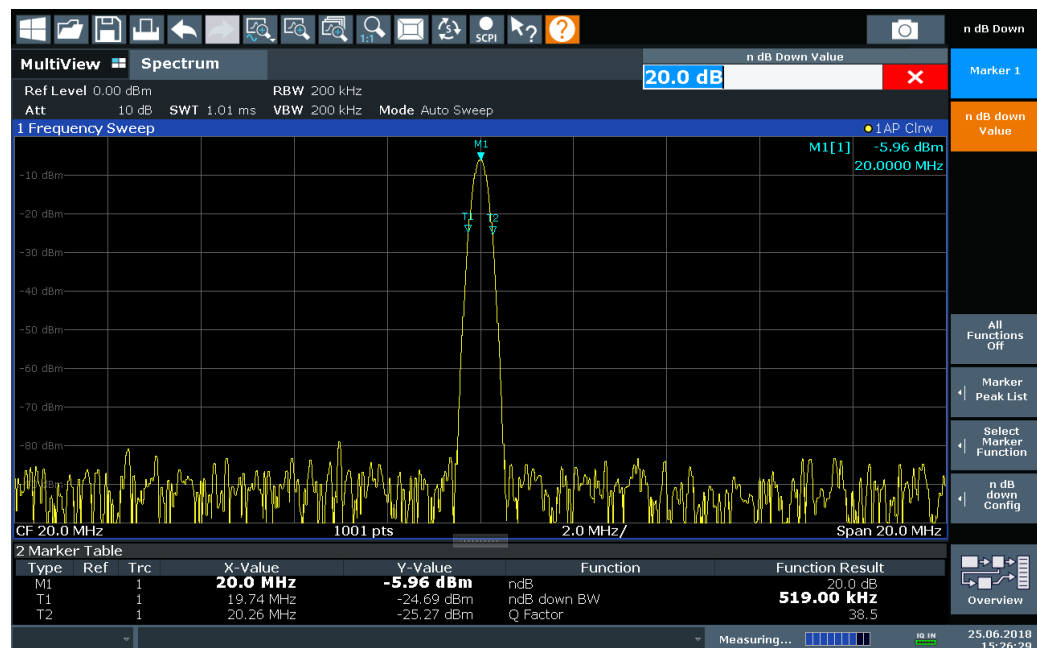 1:1
SCPI
n dB Down
MultiView Spectrum
n dB Down Value
20.0 dB
Marker 1
Ref Level 0.00 dBm RBW 200 kHz
Att 10 dB SWT 1.01 ms VBW 200 kHz Mode Auto Sweep
n dB down
Value
1 Frequency Sweep
1AP Clrw
M1
M1[1] -5.96 dBm
20.0000 MHz
-10 dBm
-20 dBm
T1 T2
-30 dBm
-40 dBm
-50 dBm
-60 dBm
-70 dBm
-80 dBm
All
Functions
Off
Marker
Peak List
Select
Marker
Function
n dB
down
Config
CF 20.0 MHz 1001 pts 2.0 MHz/ Span 20.0 MHz
2 Marker Table
Type Ref Trc X-Value Y-Value Function Function Result
M1 1 20.0 MHz -5.96 dBm ndB 20.0 dB
T1 1 19.74 MHz -24.69 dBm ndB down BW 519.00 kHz
T2 1 20.26 MHz -25.27 dBm Q Factor 38.5
Overview
Measuring...
IQ IN
25.06.2018
15:26:29